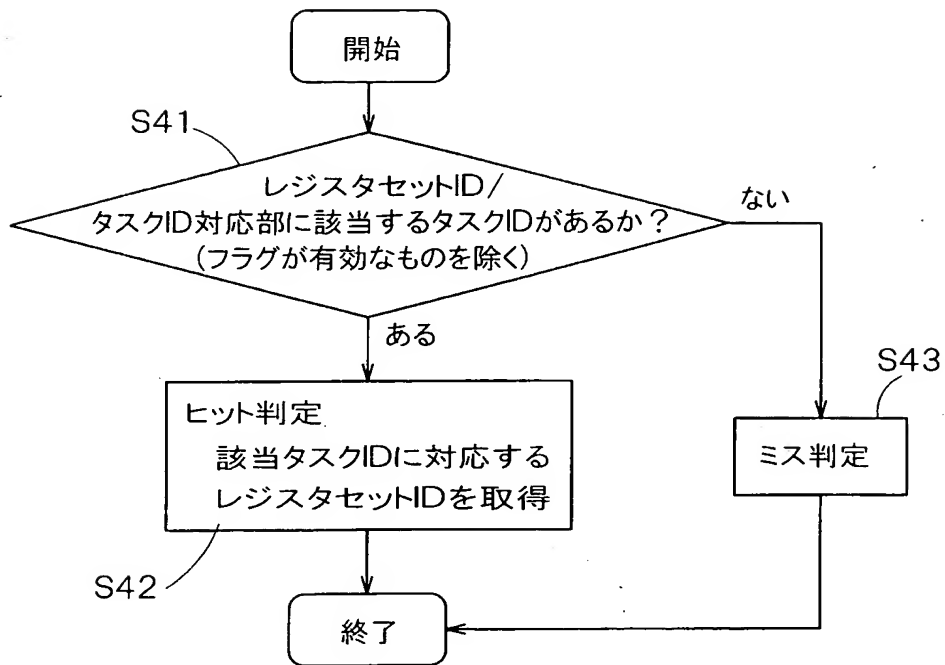 開始
S41
レジスタセットID/
タスクID対応部に該当するタスクIDがあるか？
(フラグが有効なものを除く)
ない
ある
S43
ヒット判定
該当タスクIDに対応する
レジスタセットIDを取得
ミス判定
S42
終了